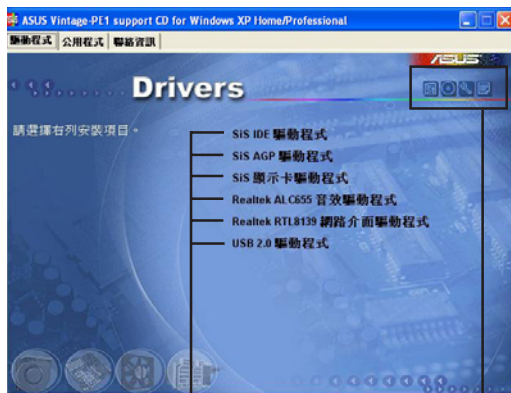 ASUS Vintage-PE1 support CD for Windows XP Home/Professional
驅動程式 公用程式 聯絡資訊
ASUS
Drivers
請選擇右列安裝項目。
SiS IDE 驅動程式
SiS AGP 驅動程式
SiS 顯示卡驅動程式
Realtek ALC655 音效驅動程式
Realtek RTL8139 網路介面驅動程式
USB 2.0 驅動程式